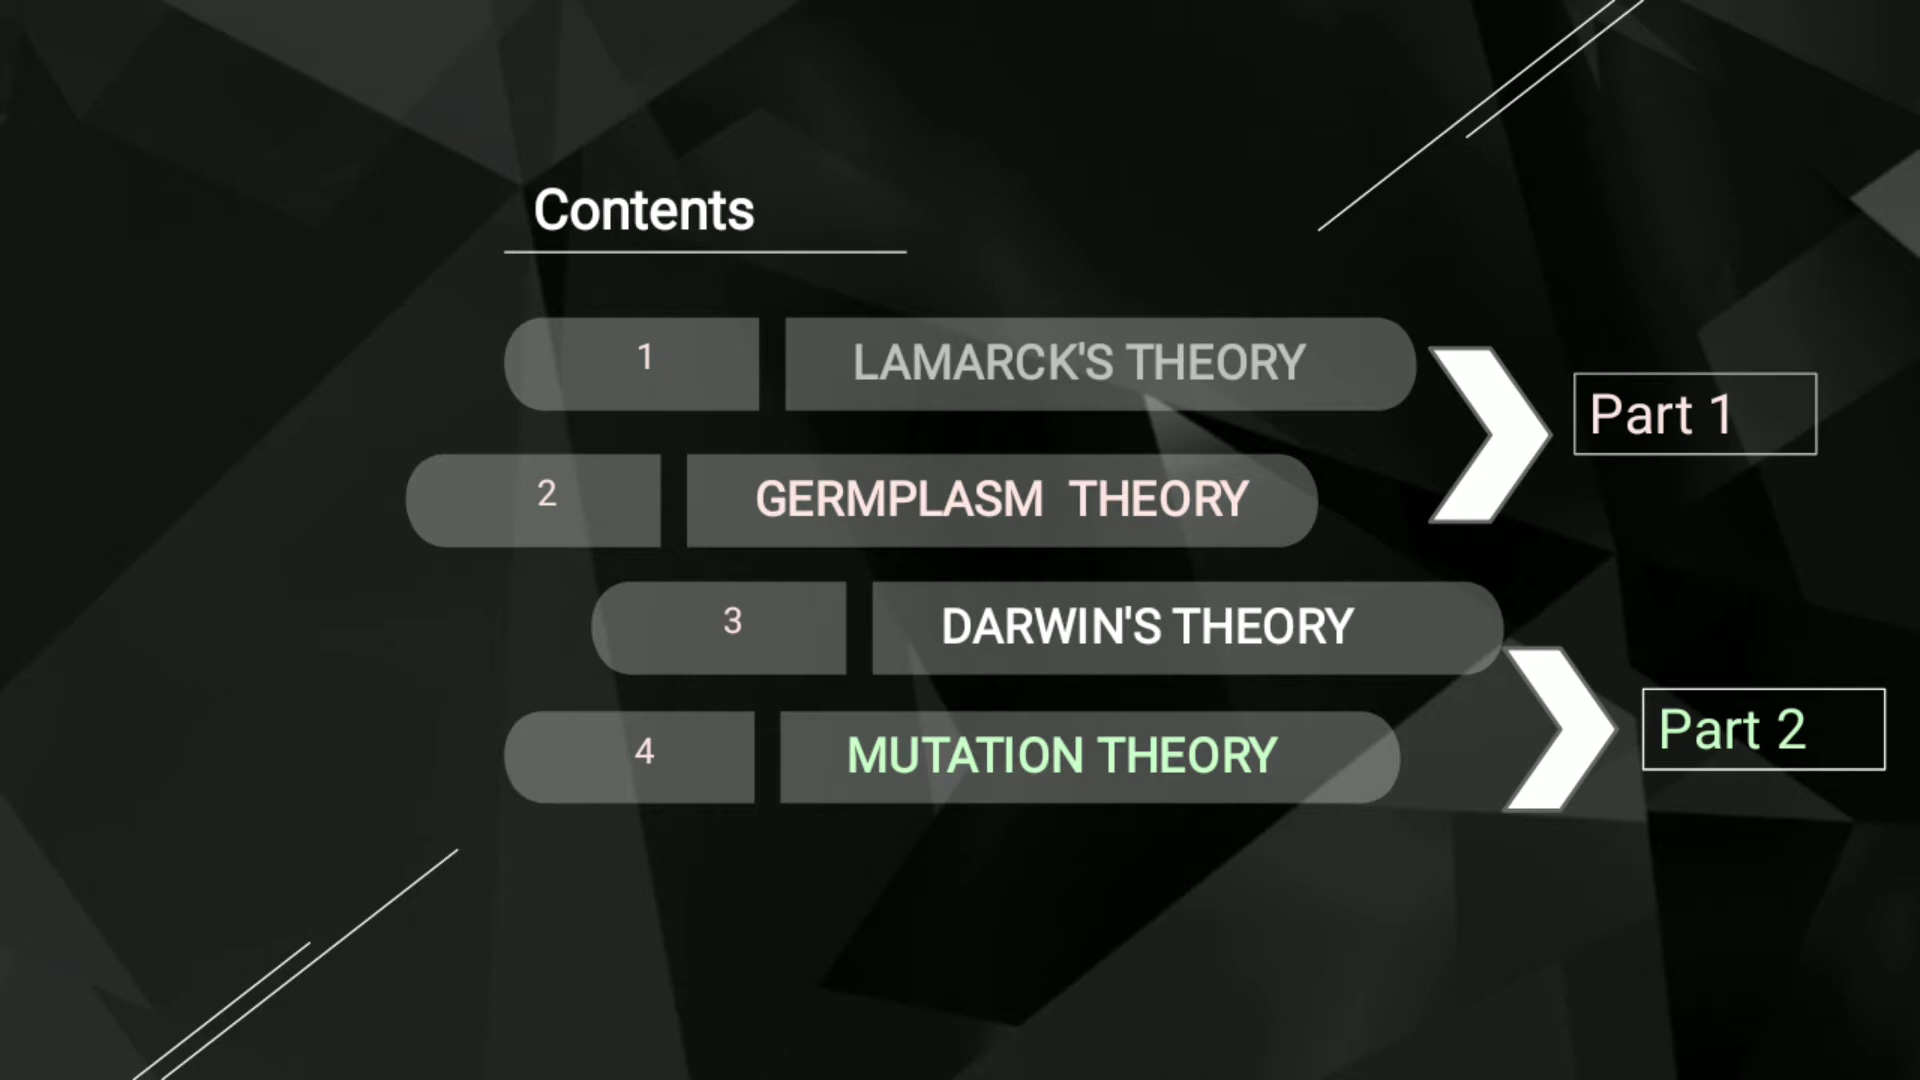 Contents
1 LAMARCK'S THEORY
2 GERMPLASM THEORY
Part 1
3 DARWIN'S THEORY
4 MUTATION THEORY
Part 2